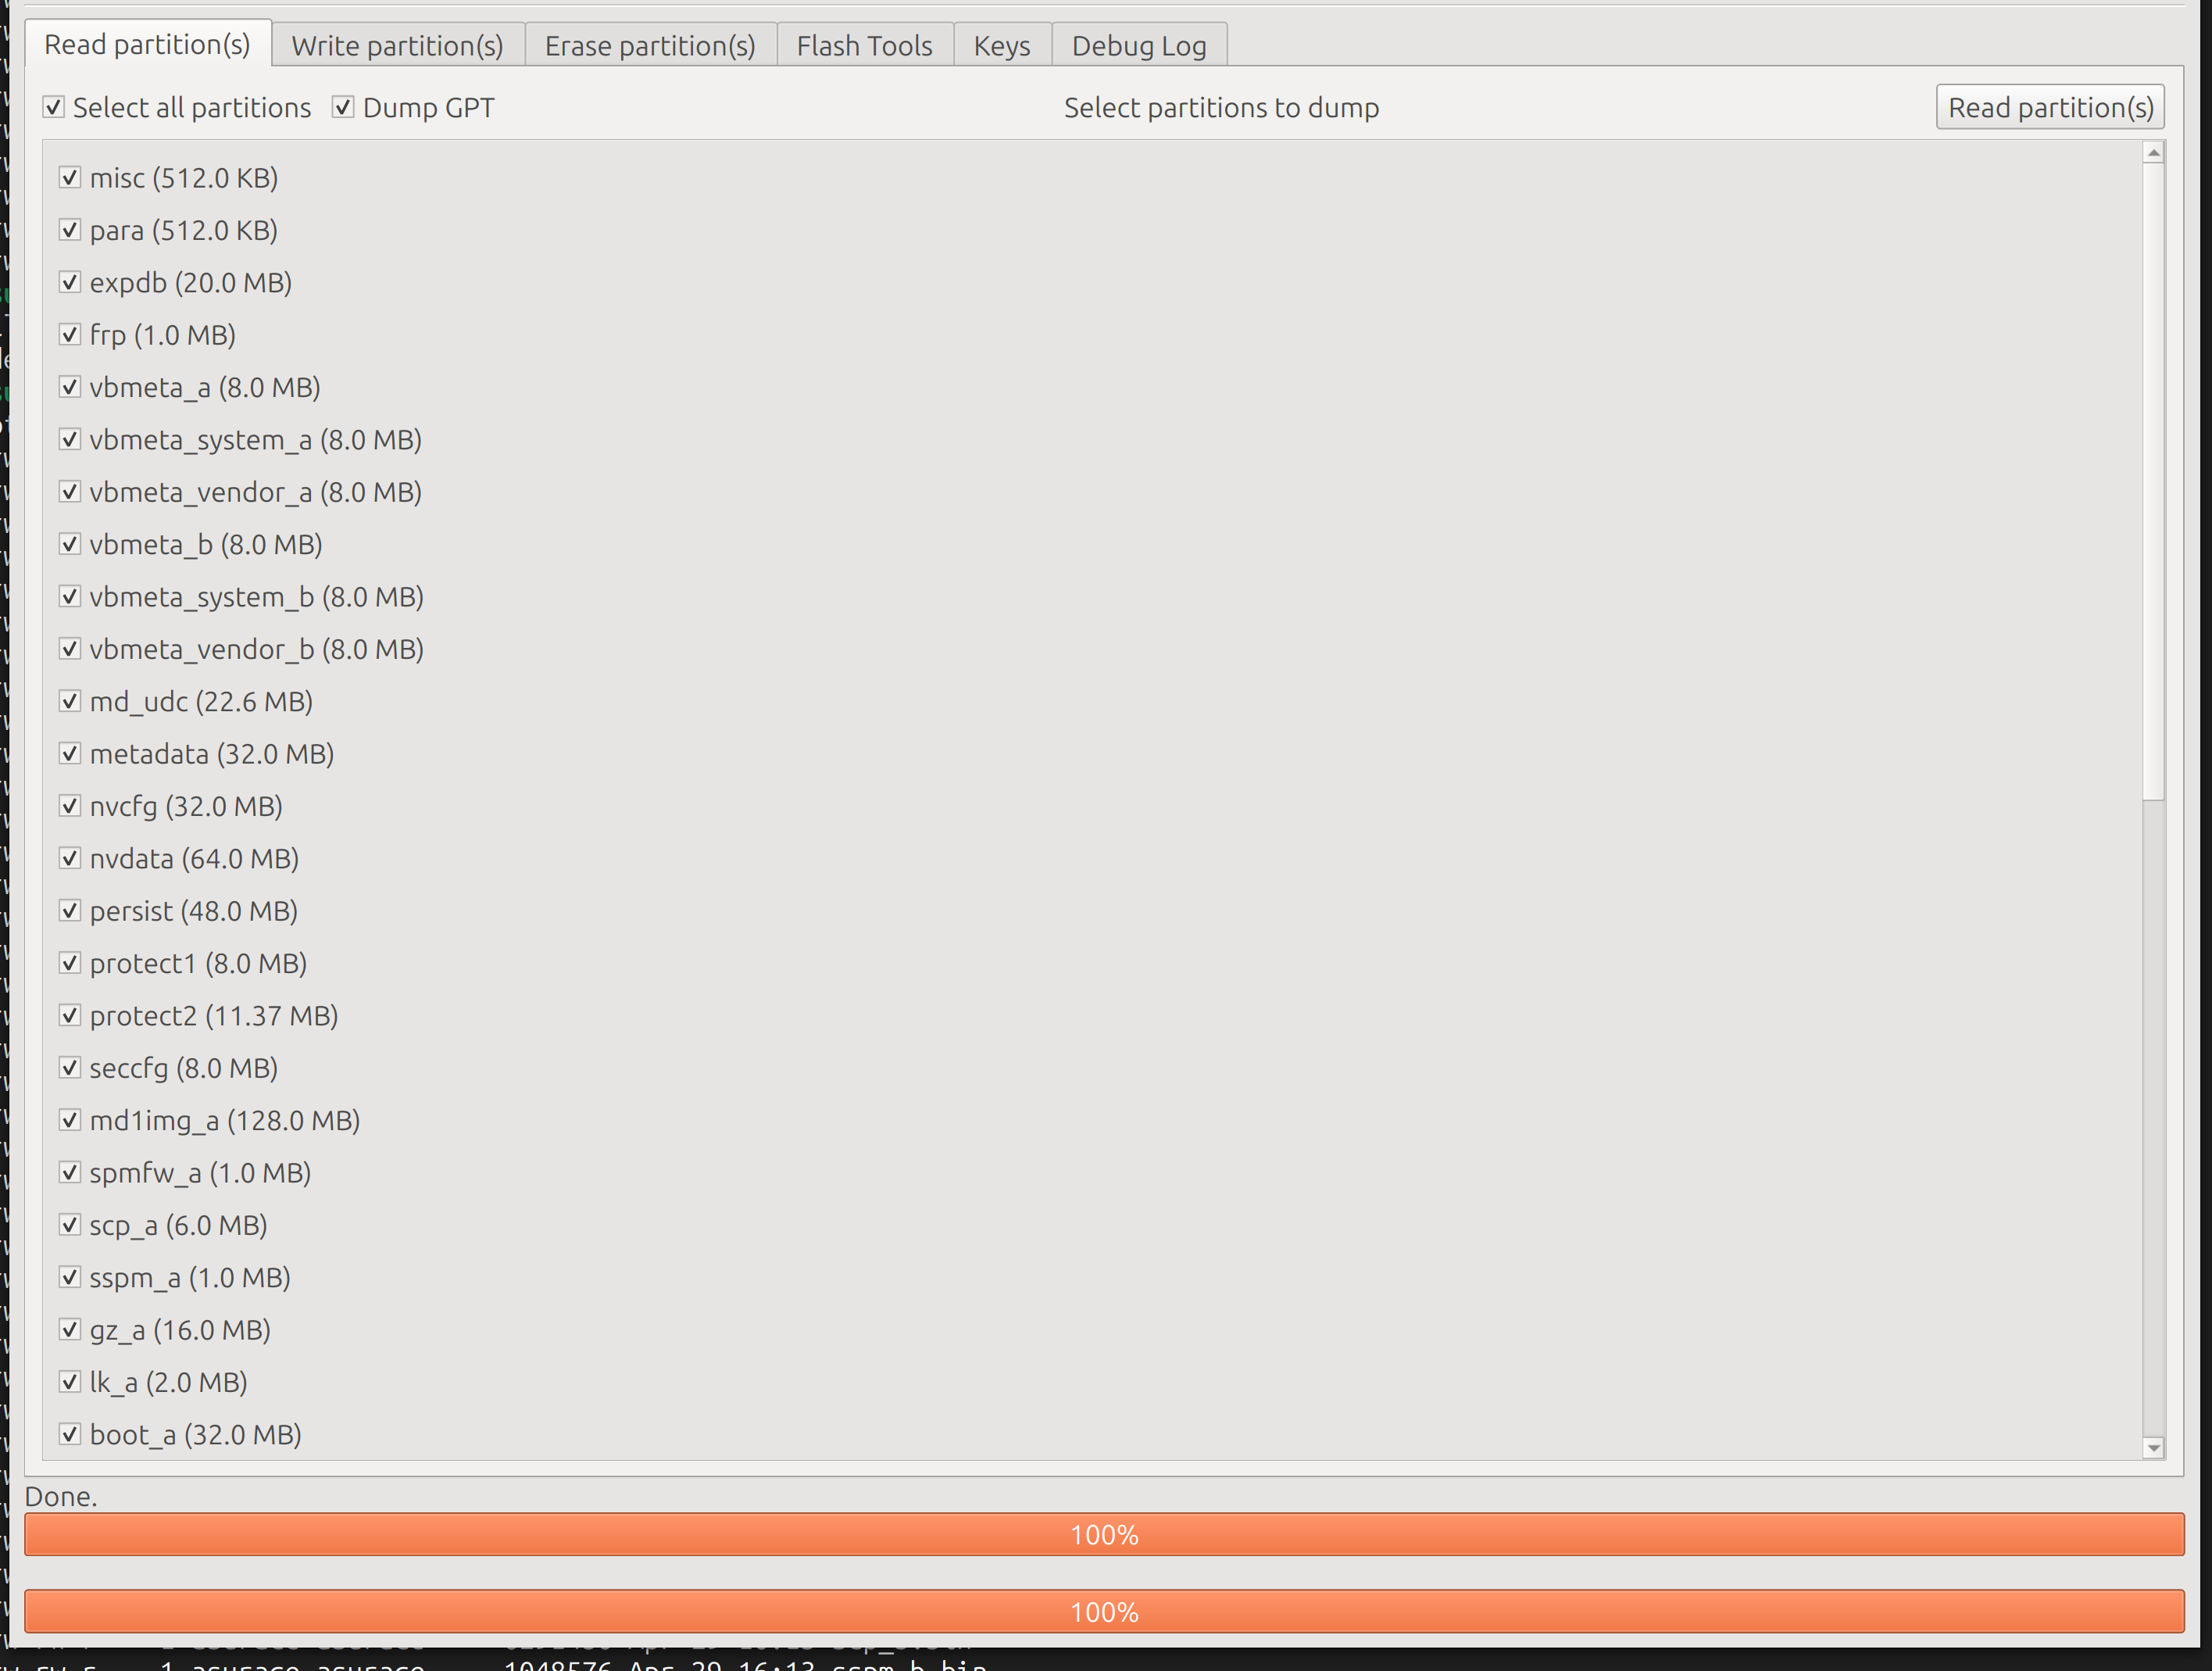 Read partition(s) Write partition(s) Erase partition(s) Flash Tools Keys Debug Log
Select all partitions Dump GPT Select partitions to dump Read partition(s)
misc (512.0 KB)
para (512.0 KB)
expdb (20.0 MB)
frp (1.0 MB)
vbmeta_a (8.0 MB)
vbmeta_system_a (8.0 MB)
vbmeta_vendor_a (8.0 MB)
vbmeta_b (8.0 MB)
vbmeta_system_b (8.0 MB)
vbmeta_vendor_b (8.0 MB)
md_udc (22.6 MB)
metadata (32.0 MB)
nvcfg (32.0 MB)
nvdata (64.0 MB)
persist (48.0 MB)
protect1 (8.0 MB)
protect2 (11.37 MB)
seccfg (8.0 MB)
md1img_a (128.0 MB)
spmfw_a (1.0 MB)
scp_a (6.0 MB)
sspm_a (1.0 MB)
gz_a (16.0 MB)
lk_a (2.0 MB)
boot_a (32.0 MB)
Done.
100%
100%
1048576 Apr 29 16:13 sspm_b.bin